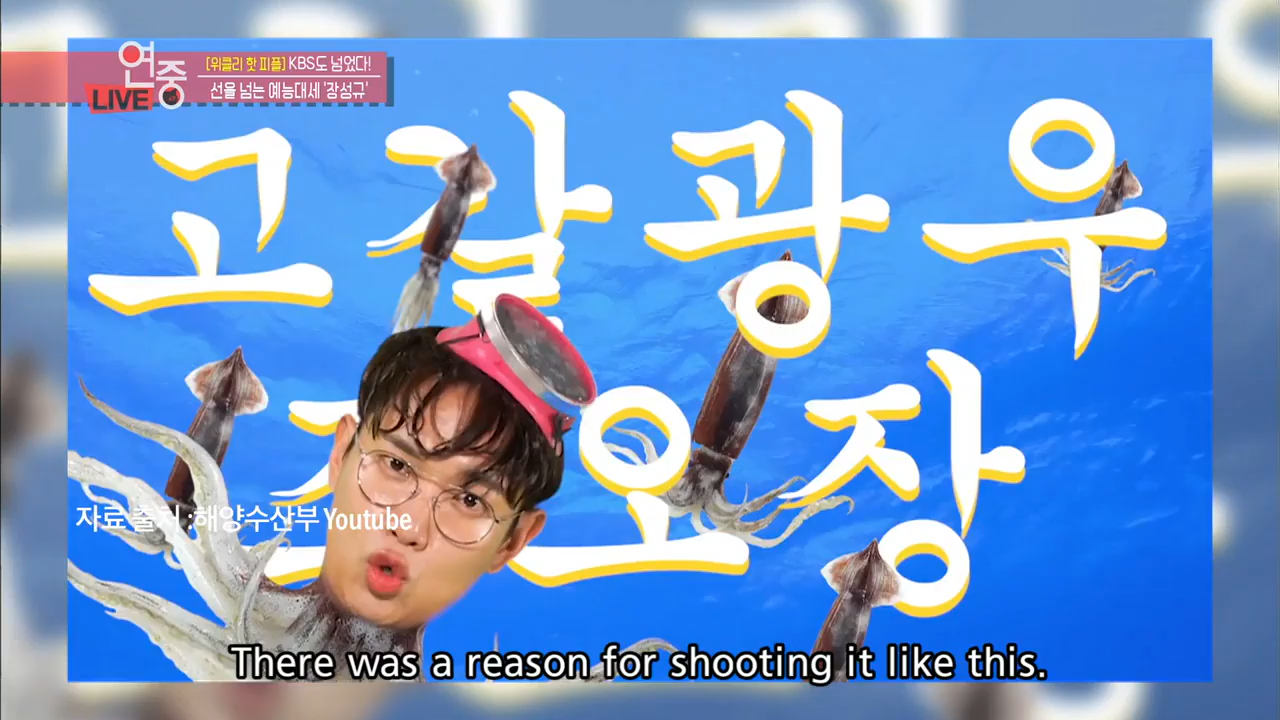 연중
LIVE
[위클리 핫 피플] KBS도 넘었다!
선을 넘는 예능대세 '장성규'
고갈광우
오장
자료 출처 :해양수산부 Youtube
There was a reason for shooting it like this.